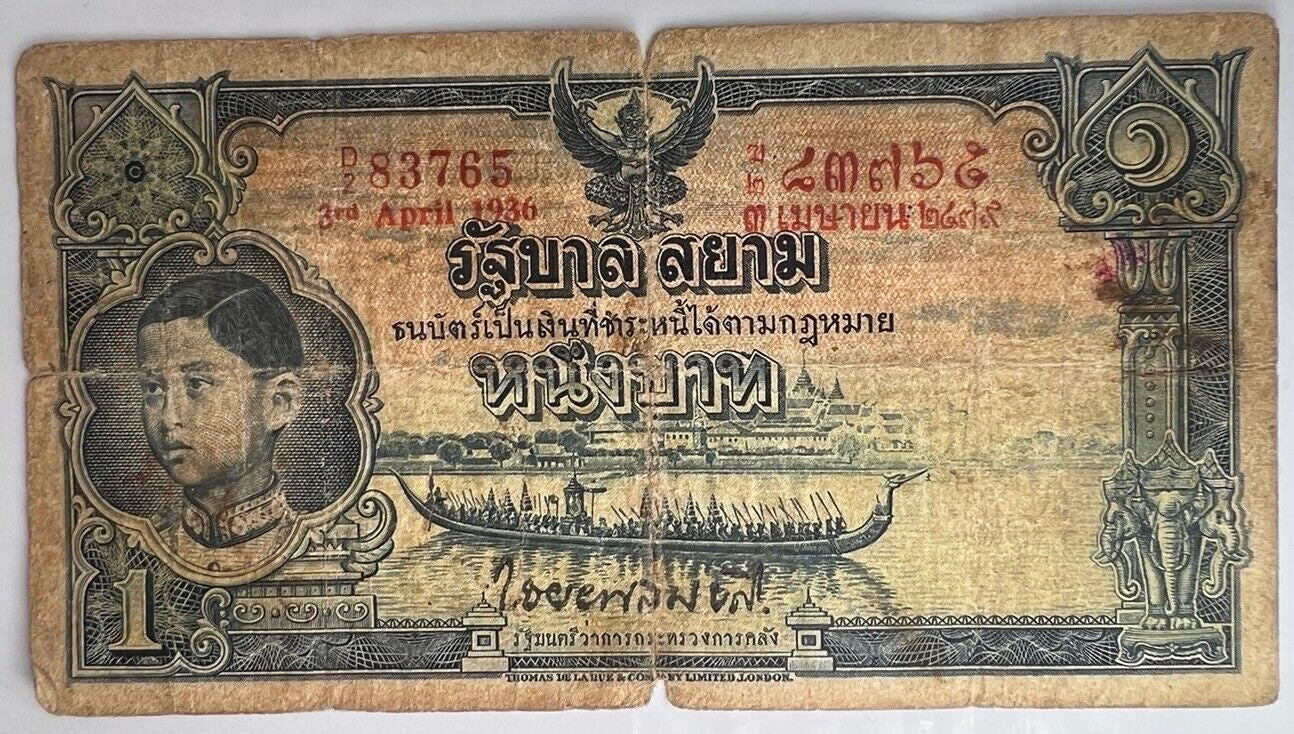 D/2 83765
3rd April 1936
ข/๒ ๘๓๗๖๕
๓ เมษายน ๒๔๗๙
๑
รัฐบาล สยาม
ธนบัตร์เป็นเงินที่ชำระหนี้ได้ตามกฎหมาย
หนึ่งบาท
1
รัฐมนตรีว่าการกระทรวงการคลัง
THOMAS DE LA RUE & COMPANY LIMITED, LONDON.